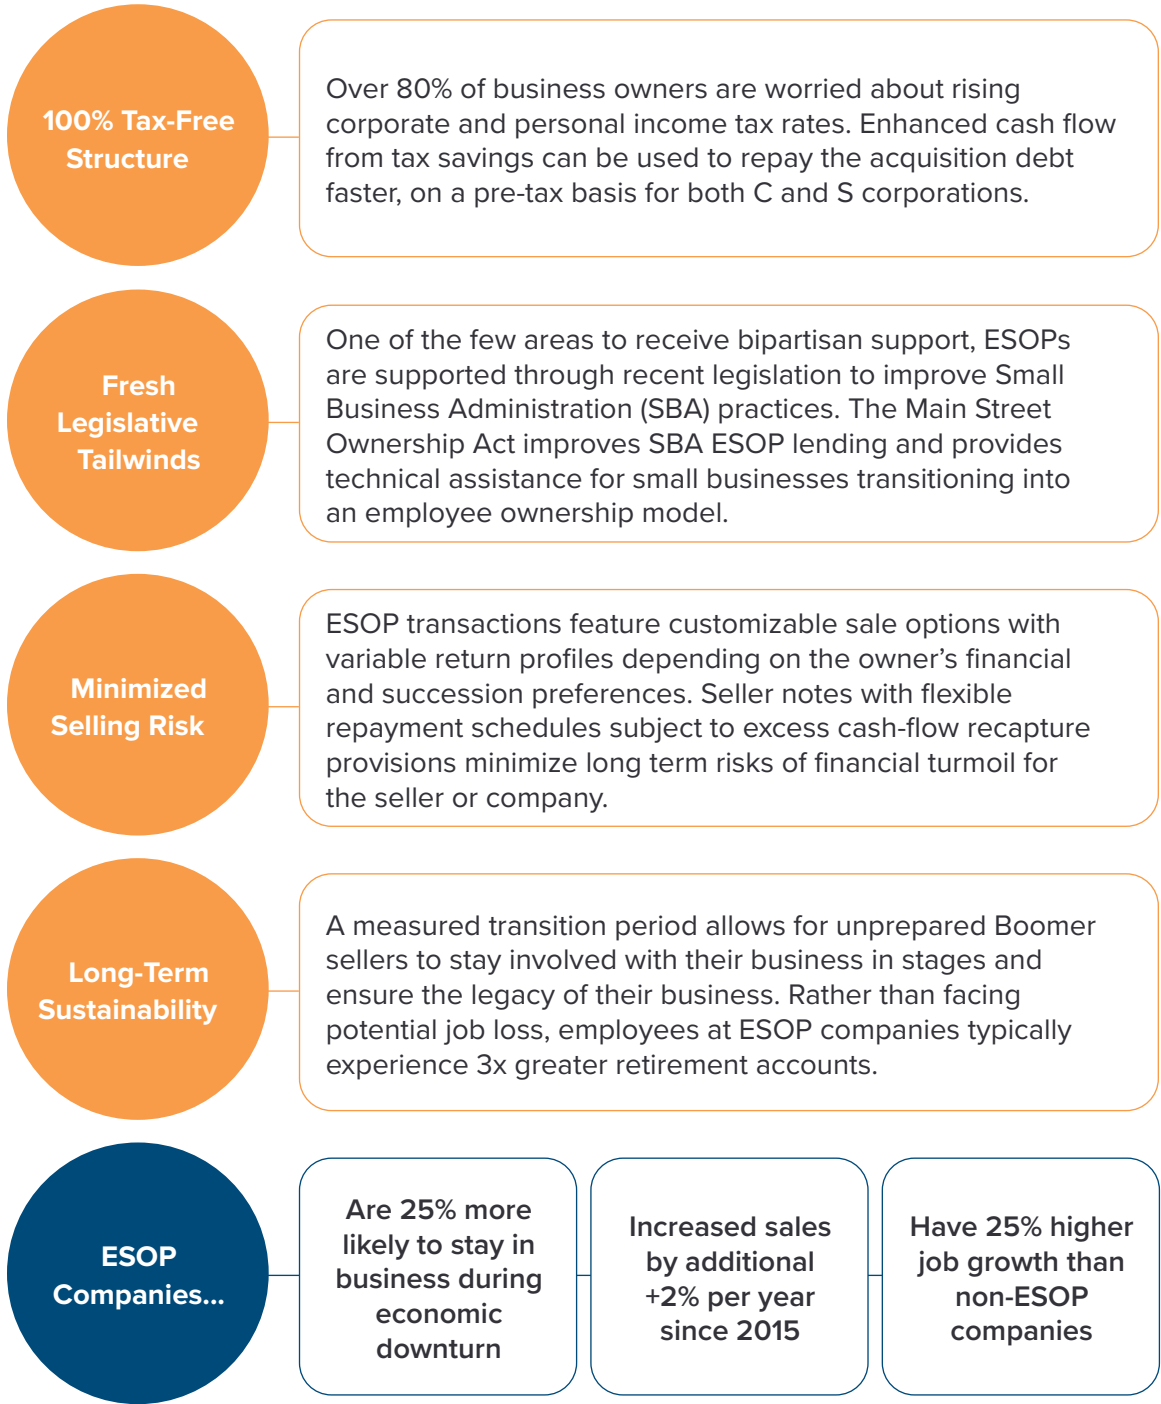 100% Tax-Free
Structure
Over 80% of business owners are worried about rising
corporate and personal income tax rates. Enhanced cash flow
from tax savings can be used to repay the acquisition debt
faster, on a pre-tax basis for both C and S corporations.
Fresh
Legislative
Tailwinds
One of the few areas to receive bipartisan support, ESOPs
are supported through recent legislation to improve Small
Business Administration (SBA) practices. The Main Street
Ownership Act improves SBA ESOP lending and provides
technical assistance for small businesses transitioning into
an employee ownership model.
Minimized
Selling Risk
ESOP transactions feature customizable sale options with
variable return profiles depending on the owner’s financial
and succession preferences. Seller notes with flexible
repayment schedules subject to excess cash-flow recapture
provisions minimize long term risks of financial turmoil for
the seller or company.
Long-Term
Sustainability
A measured transition period allows for unprepared Boomer
sellers to stay involved with their business in stages and
ensure the legacy of their business. Rather than facing
potential job loss, employees at ESOP companies typically
experience 3x greater retirement accounts.
ESOP
Companies...
Are 25% more
likely to stay in
business during
economic
downturn
Increased sales
by additional
+2% per year
since 2015
Have 25% higher
job growth than
non-ESOP
companies